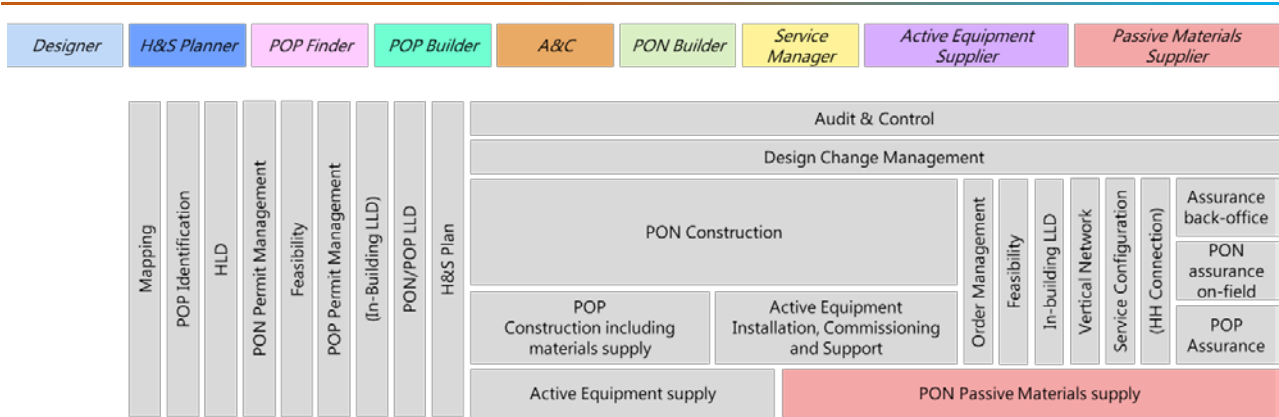 Designer
H&S Planner
POP Finder
POP Builder
A&C
PON Builder
Service
Manager
Active Equipment
Supplier
Passive Materials
Supplier
Mapping
POP Identification
HLD
PON Permit Management
Feasibility
POP Permit Management
(In-Building LLD)
PON/POP LLD
H&S Plan
Audit & Control
Design Change Management
PON Construction
POP
Construction including
materials supply
Active Equipment
Installation, Commissioning
and Support
Order Management
Feasibility
In-building LLD
Vertical Network
Service Configuration
(HH Connection)
Assurance
back-office
PON
assurance
on-field
POP
Assurance
Active Equipment supply
PON Passive Materials supply